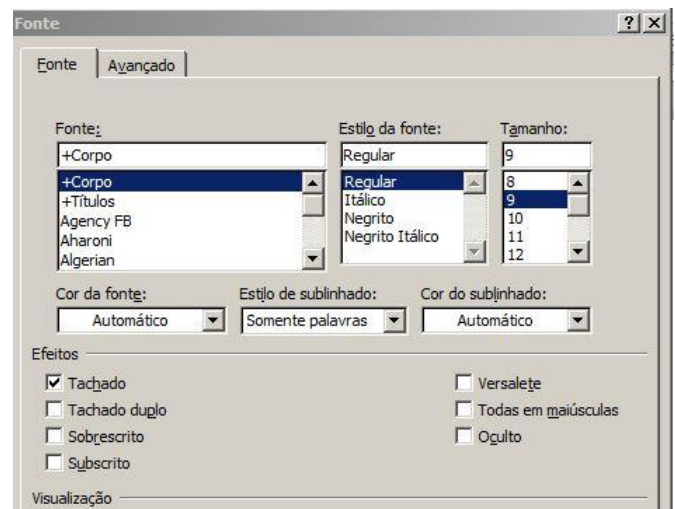 Fonte ? X
Fonte Avançado
Fonte: Estilo da fonte: Tamanho:
+Corpo Regular 9
+Corpo Regular 8
+Títulos Itálico 9
Agency FB Negrito 10
Aharoni Negrito Itálico 11
Algerian 12
Cor da fonte: Estilo de sublinhado: Cor do sublinhado:
Automático Somente palavras Automático
Efeitos
Tachado Versalete
Tachado duplo Todas em maiúsculas
Sobrescrito Oculto
Subscrito
Visualização